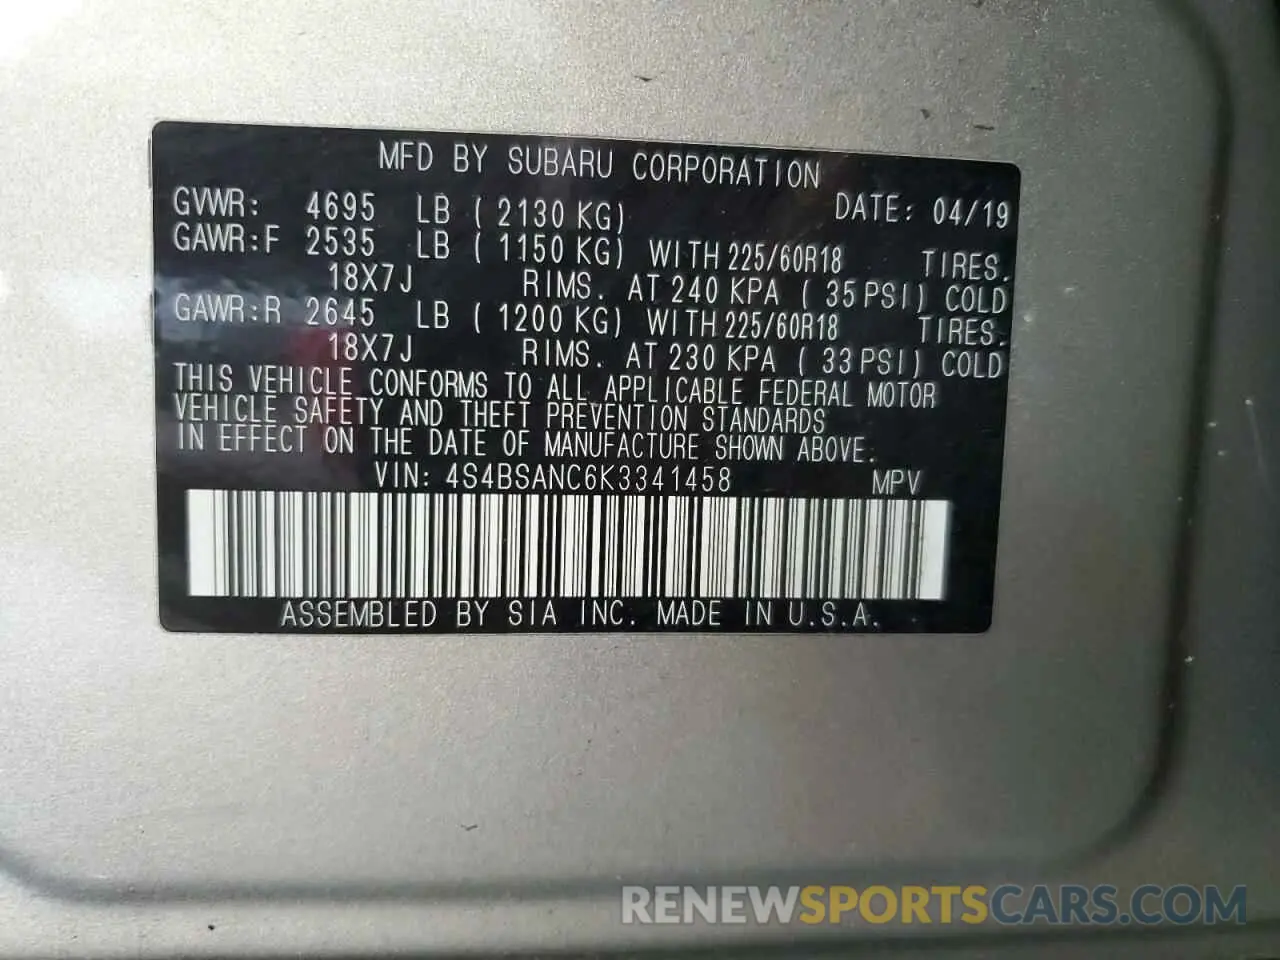 MFD BY SUBARU CORPORATION
GVWR: 4695 LB ( 2130 KG) DATE: 04/19
GAWR:F 2535 LB ( 1150 KG) WITH 225/60R18 TIRES.
18X7J RIMS. AT 240 KPA ( 35 PSI) COLD
GAWR:R 2645 LB ( 1200 KG) WITH 225/60R18 TIRES.
18X7J RIMS. AT 230 KPA ( 33 PSI) COLD
THIS VEHICLE CONFORMS TO ALL APPLICABLE FEDERAL MOTOR
VEHICLE SAFETY AND THEFT PREVENTION STANDARDS
IN EFFECT ON THE DATE OF MANUFACTURE SHOWN ABOVE.
VIN: 4S4BSANC6K3341458 MPV
ASSEMBLED BY SIA INC. MADE IN U.S.A.
RENEWSPORTSCARS.COM